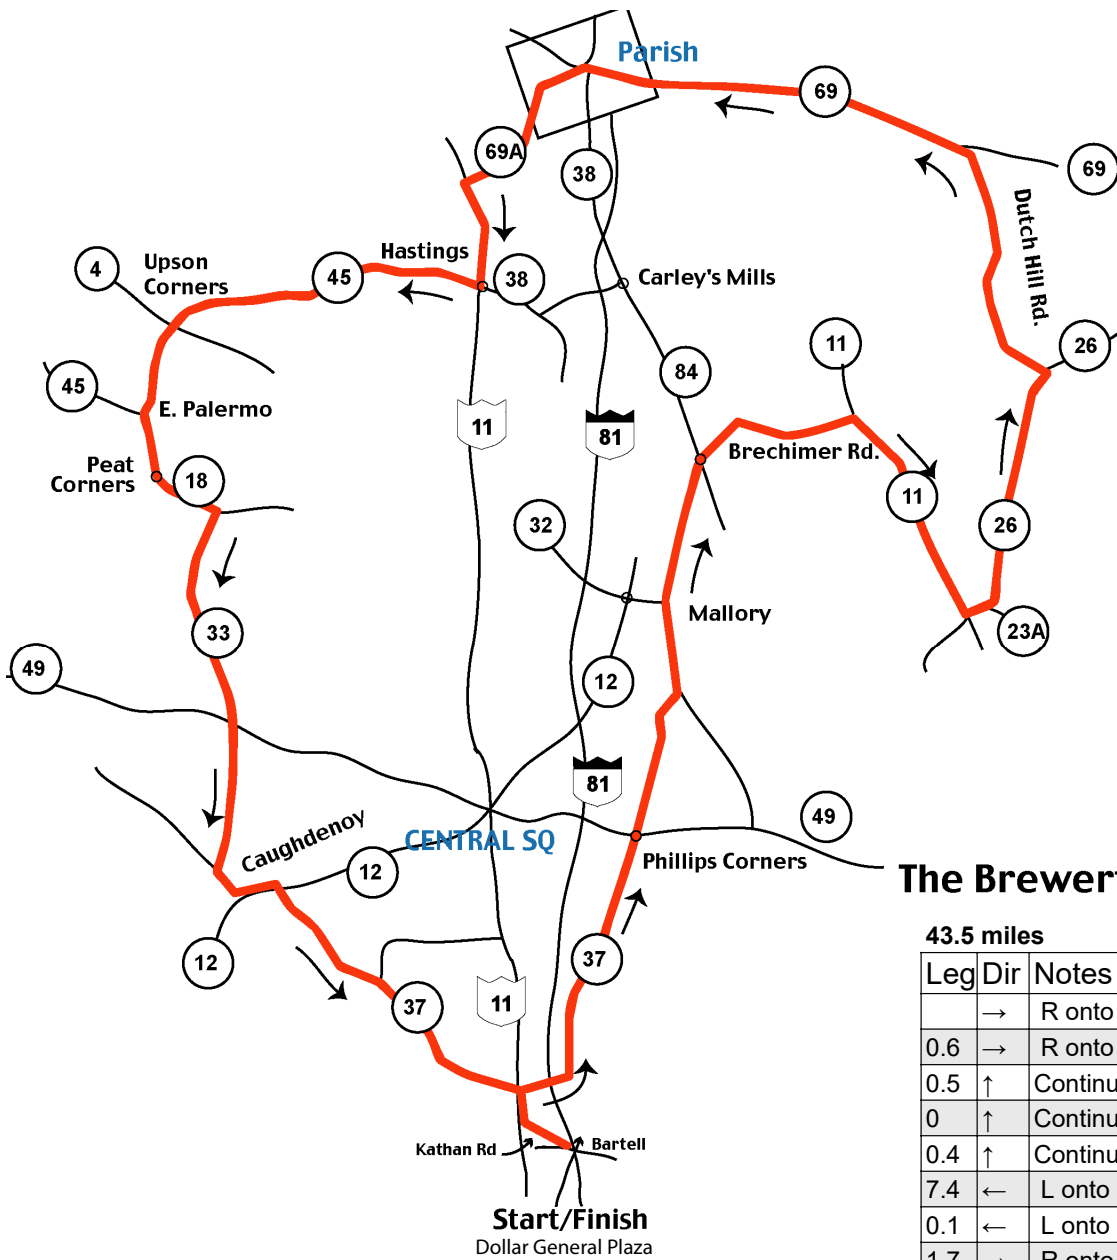 Parish
69
69A
38
69
Dutch Hill Rd.
Hastings
38
45
4
Upson
Corners
Carley's Mills
11
26
84
45
E. Palermo
11
81
Brechimer Rd.
Peat
Corners
18
11
32
26
33
Mallory
23A
49
12
81
49
Caughdenoy
CENTRAL SQ
12
Phillips Corners
12
37
11
37
Kathan Rd
Bartell
Start/Finish
Dollar General Plaza
The Brewer
43.5 miles
Leg Dir Notes
→ R onto
0.6 → R onto
0.5 ↑ Continu
0 ↑ Continu
0.4 ↑ Continu
7.4 ← L onto
0.1 ← L onto
1.7 → R onto